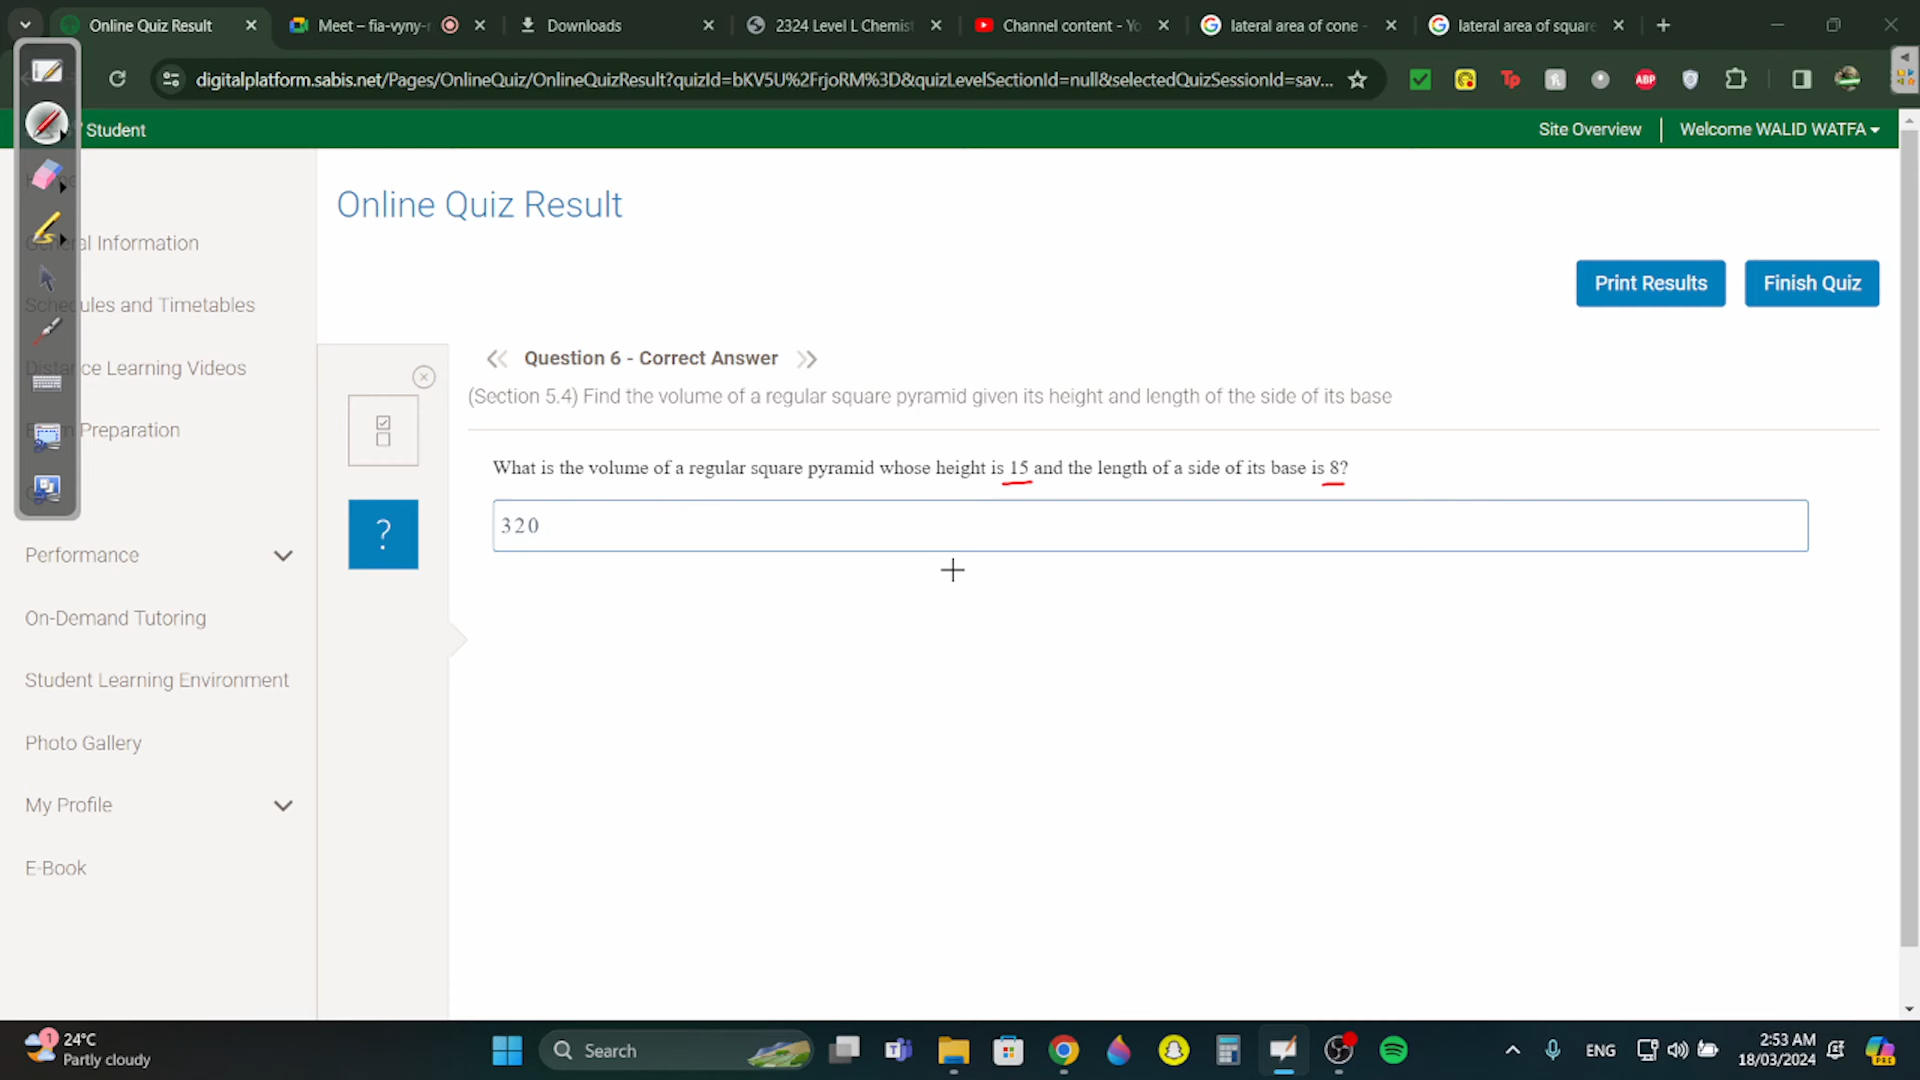 Online Quiz Result
Meet – fia-vyny-r
Downloads
2324 Level L Chemist
Channel content - Yo
lateral area of cone -
lateral area of square
digitalplatform.sabis.net/Pages/OnlineQuiz/OnlineQuizResult?quizId=bKV5U%2FrjoRM%3D&quizLevelSectionId=null&selectedQuizSessionId=sav...
Student
Site Overview
Welcome WALID WATFA
Online Quiz Result
General Information
Schedules and Timetables
Distance Learning Videos
Exam Preparation
Performance
On-Demand Tutoring
Student Learning Environment
Photo Gallery
My Profile
E-Book
Print Results
Finish Quiz
Question 6 - Correct Answer
(Section 5.4) Find the volume of a regular square pyramid given its height and length of the side of its base
What is the volume of a regular square pyramid whose height is 15 and the length of a side of its base is 8?
320
?
1
24°C
Partly cloudy
Search
ENG
2:53 AM
18/03/2024